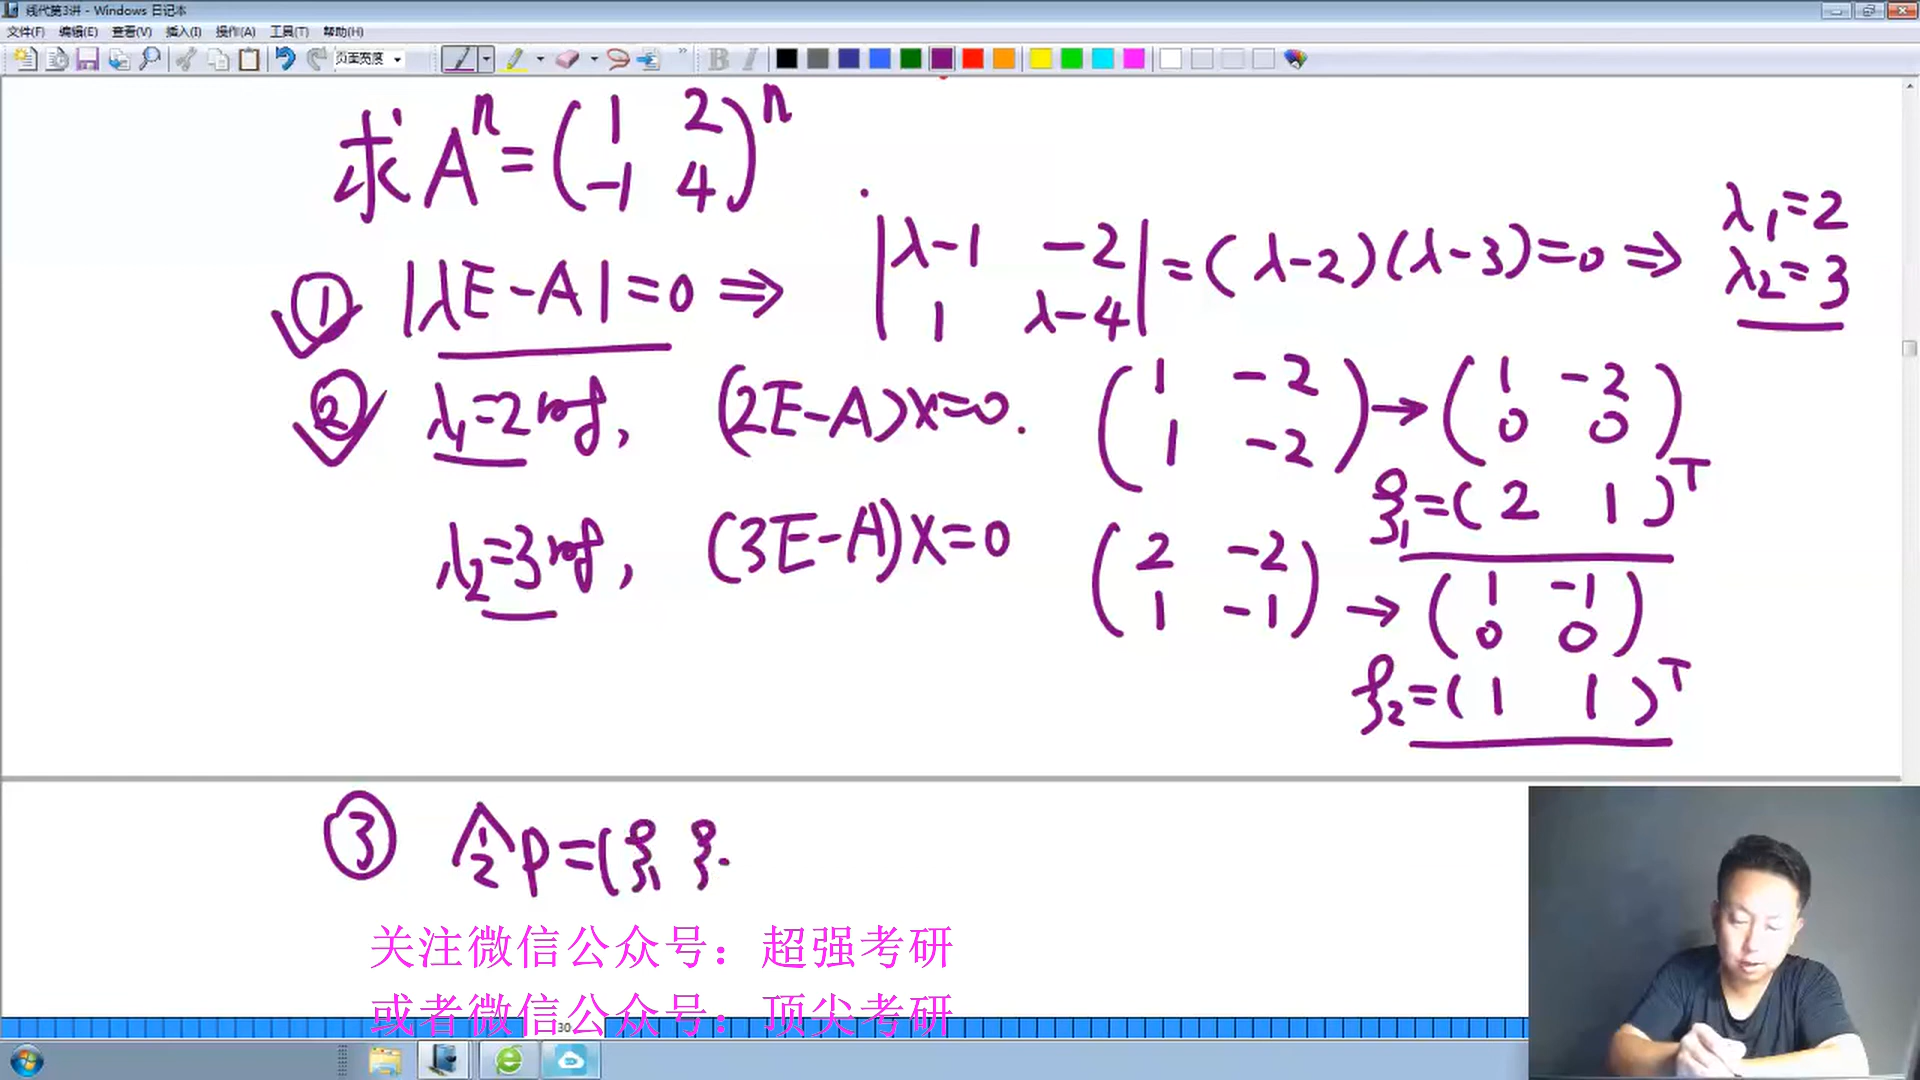 线代第3讲 - Windows 日记本
文件(F) 编辑(E) 查看(V) 插入(I) 操作(A) 工具(T) 帮助(H)
页面宽度 B I
求 Aⁿ = ( 1 2 -1 4 )ⁿ
① |λE-A|=0 ⇒ | λ-1 -2 1 λ-4 | = (λ-2)(λ-3)=0 ⇒ λ₁=2 λ₂=3
② λ₁=2时, (2E-A)x=0. ( 1 -2 1 -2 ) → ( 1 -2 0 0 )
ξ₁=( 2 1 )ᵀ
λ₂=3时, (3E-A)x=0 ( 2 -2 1 -1 ) → ( 1 -1 0 0 )
ξ₂=( 1 1 )ᵀ
③ 令P=(ξ₁ ξ
关注微信公众号：超强考研
或者微信公众号：顶尖考研
30